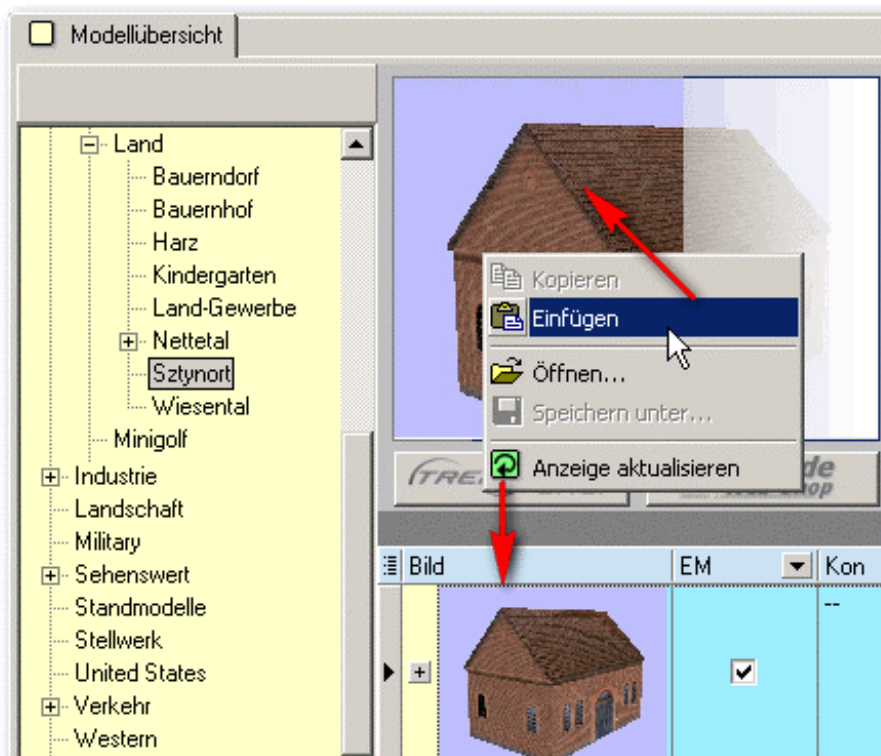 Modellübersicht
Land
Bauerndorf
Bauernhof
Harz
Kindergarten
Land-Gewerbe
Nettetal
Sztynort
Wiesental
Minigolf
Industrie
Landschaft
Military
Sehenswert
Standmodelle
Stellwerk
United States
Verkehr
Western
Kopieren
Einfügen
Öffnen...
Speichern unter...
Anzeige aktualisieren
Bild
EM
Kon
--